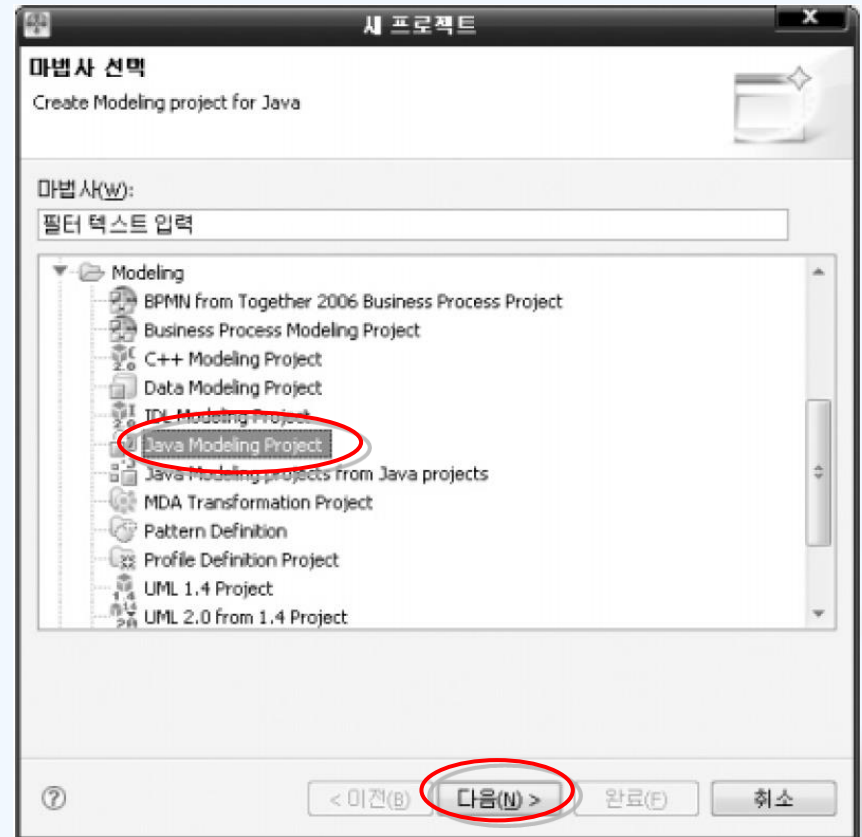 새 프로젝트
마법사 선택
Create Modeling project for Java
마법사(W):
필터 텍스트 입력
Modeling
BPMN from Together 2006 Business Process Project
Business Process Modeling Project
C++ Modeling Project
Data Modeling Project
IDL Modeling Project
Java Modeling Project
Java Modeling projects from Java projects
MDA Transformation Project
Pattern Definition
Profile Definition Project
UML 1.4 Project
UML 2.0 from 1.4 Project
< 이전(B) 다음(N) > 완료(F) 취소